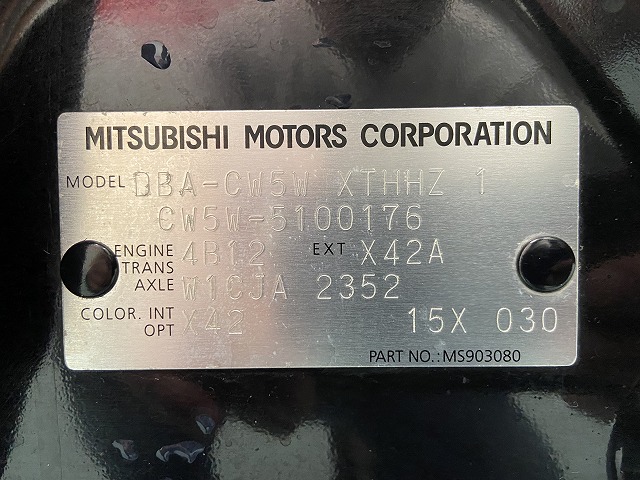 MITSUBISHI MOTORS CORPORATION
MODEL DBA-CW5W XTHHZ 1
CW5W-5100176
ENGINE 4B12 EXT X42A
TRANS
AXLE W1CJA 2352
COLOR. INT X42 15X 030
OPT
PART NO.: MS903080